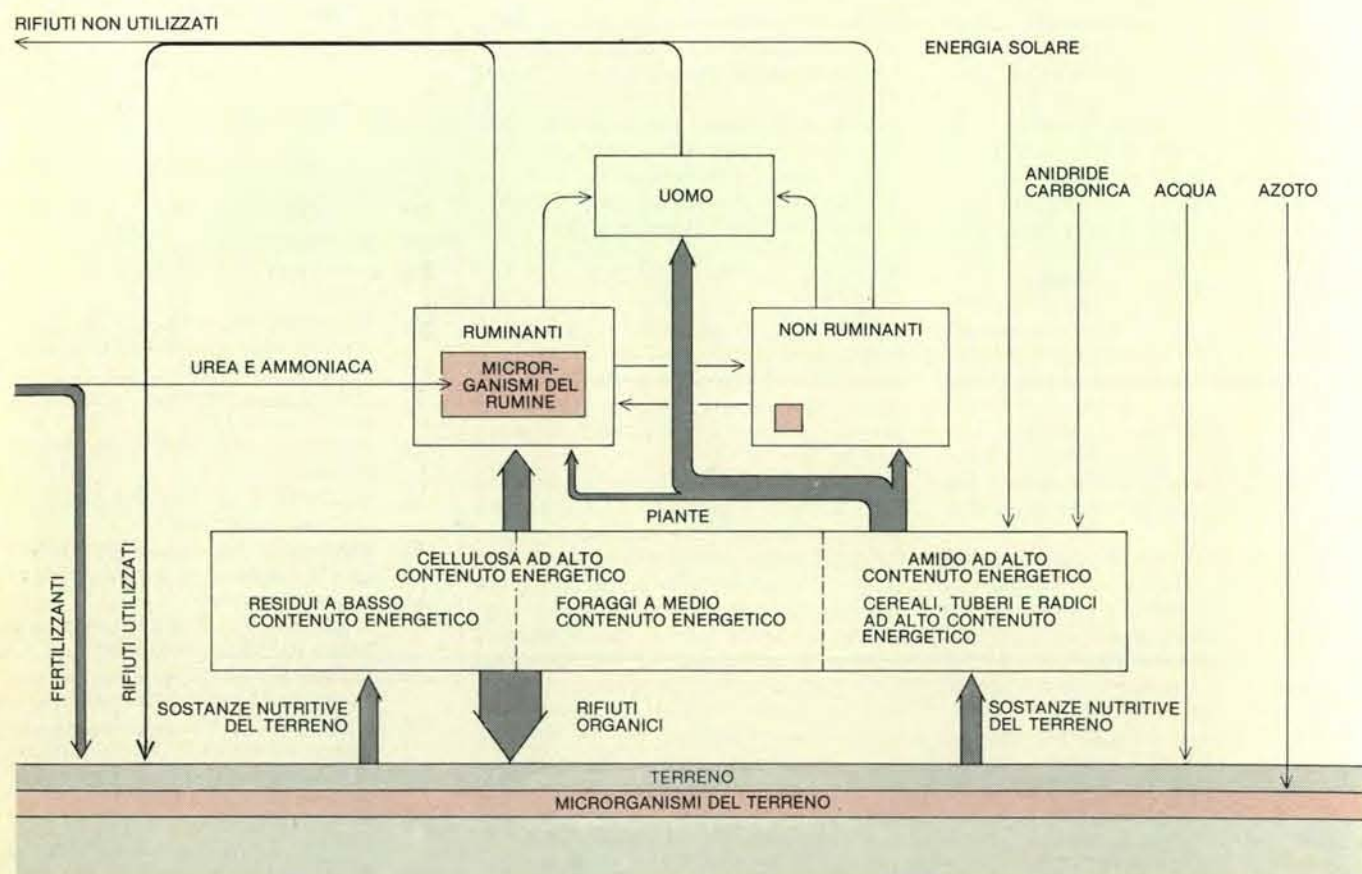 RIFIUTI NON UTILIZZATI
ENERGIA SOLARE
ANIDRIDE
CARBONICA
ACQUA
AZOTO
UOMO
RUMINANTI
MICROR-
GANISMI DEL
RUMINE
NON RUMINANTI
UREA E AMMONIACA
PIANTE
CELLULOSA AD ALTO
CONTENUTO ENERGETICO
RESIDUI A BASSO
CONTENUTO ENERGETICO
FORAGGI A MEDIO
CONTENUTO ENERGETICO
AMIDO AD ALTO
CONTENUTO ENERGETICO
CEREALI, TUBERI E RADICI
AD ALTO CONTENUTO
ENERGETICO
FERTILIZZANTI
RIFIUTI UTILIZZATI
SOSTANZE NUTRITIVE
DEL TERRENO
RIFIUTI
ORGANICI
SOSTANZE NUTRITIVE
DEL TERRENO
TERRENO
MICRORGANISMI DEL TERRENO